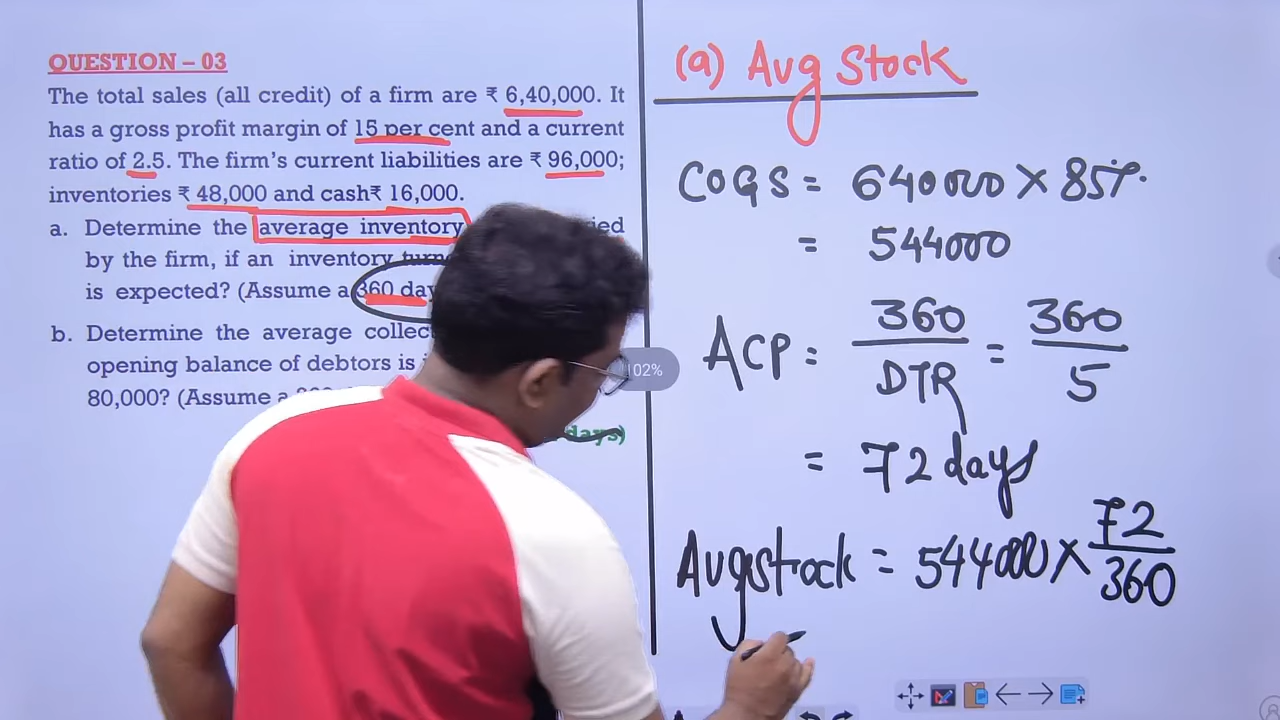 QUESTION – 03
The total sales (all credit) of a firm are ₹ 6,40,000. It
has a gross profit margin of 15 per cent and a current
ratio of 2.5. The firm's current liabilities are ₹ 96,000;
inventories ₹ 48,000 and cash₹ 16,000.
a. Determine the average inventory
by the firm, if an inventory
is expected? (Assume a 360
b. Determine the average
opening balance of debtors is
80,000? (Assume a
days)
(a) Avg Stock
COGS = 640000 × 85%.
= 544000
ACP = 360 / DTR = 360 / 5
= 72 days
Avg stock = 544000 × 72 / 360
102%